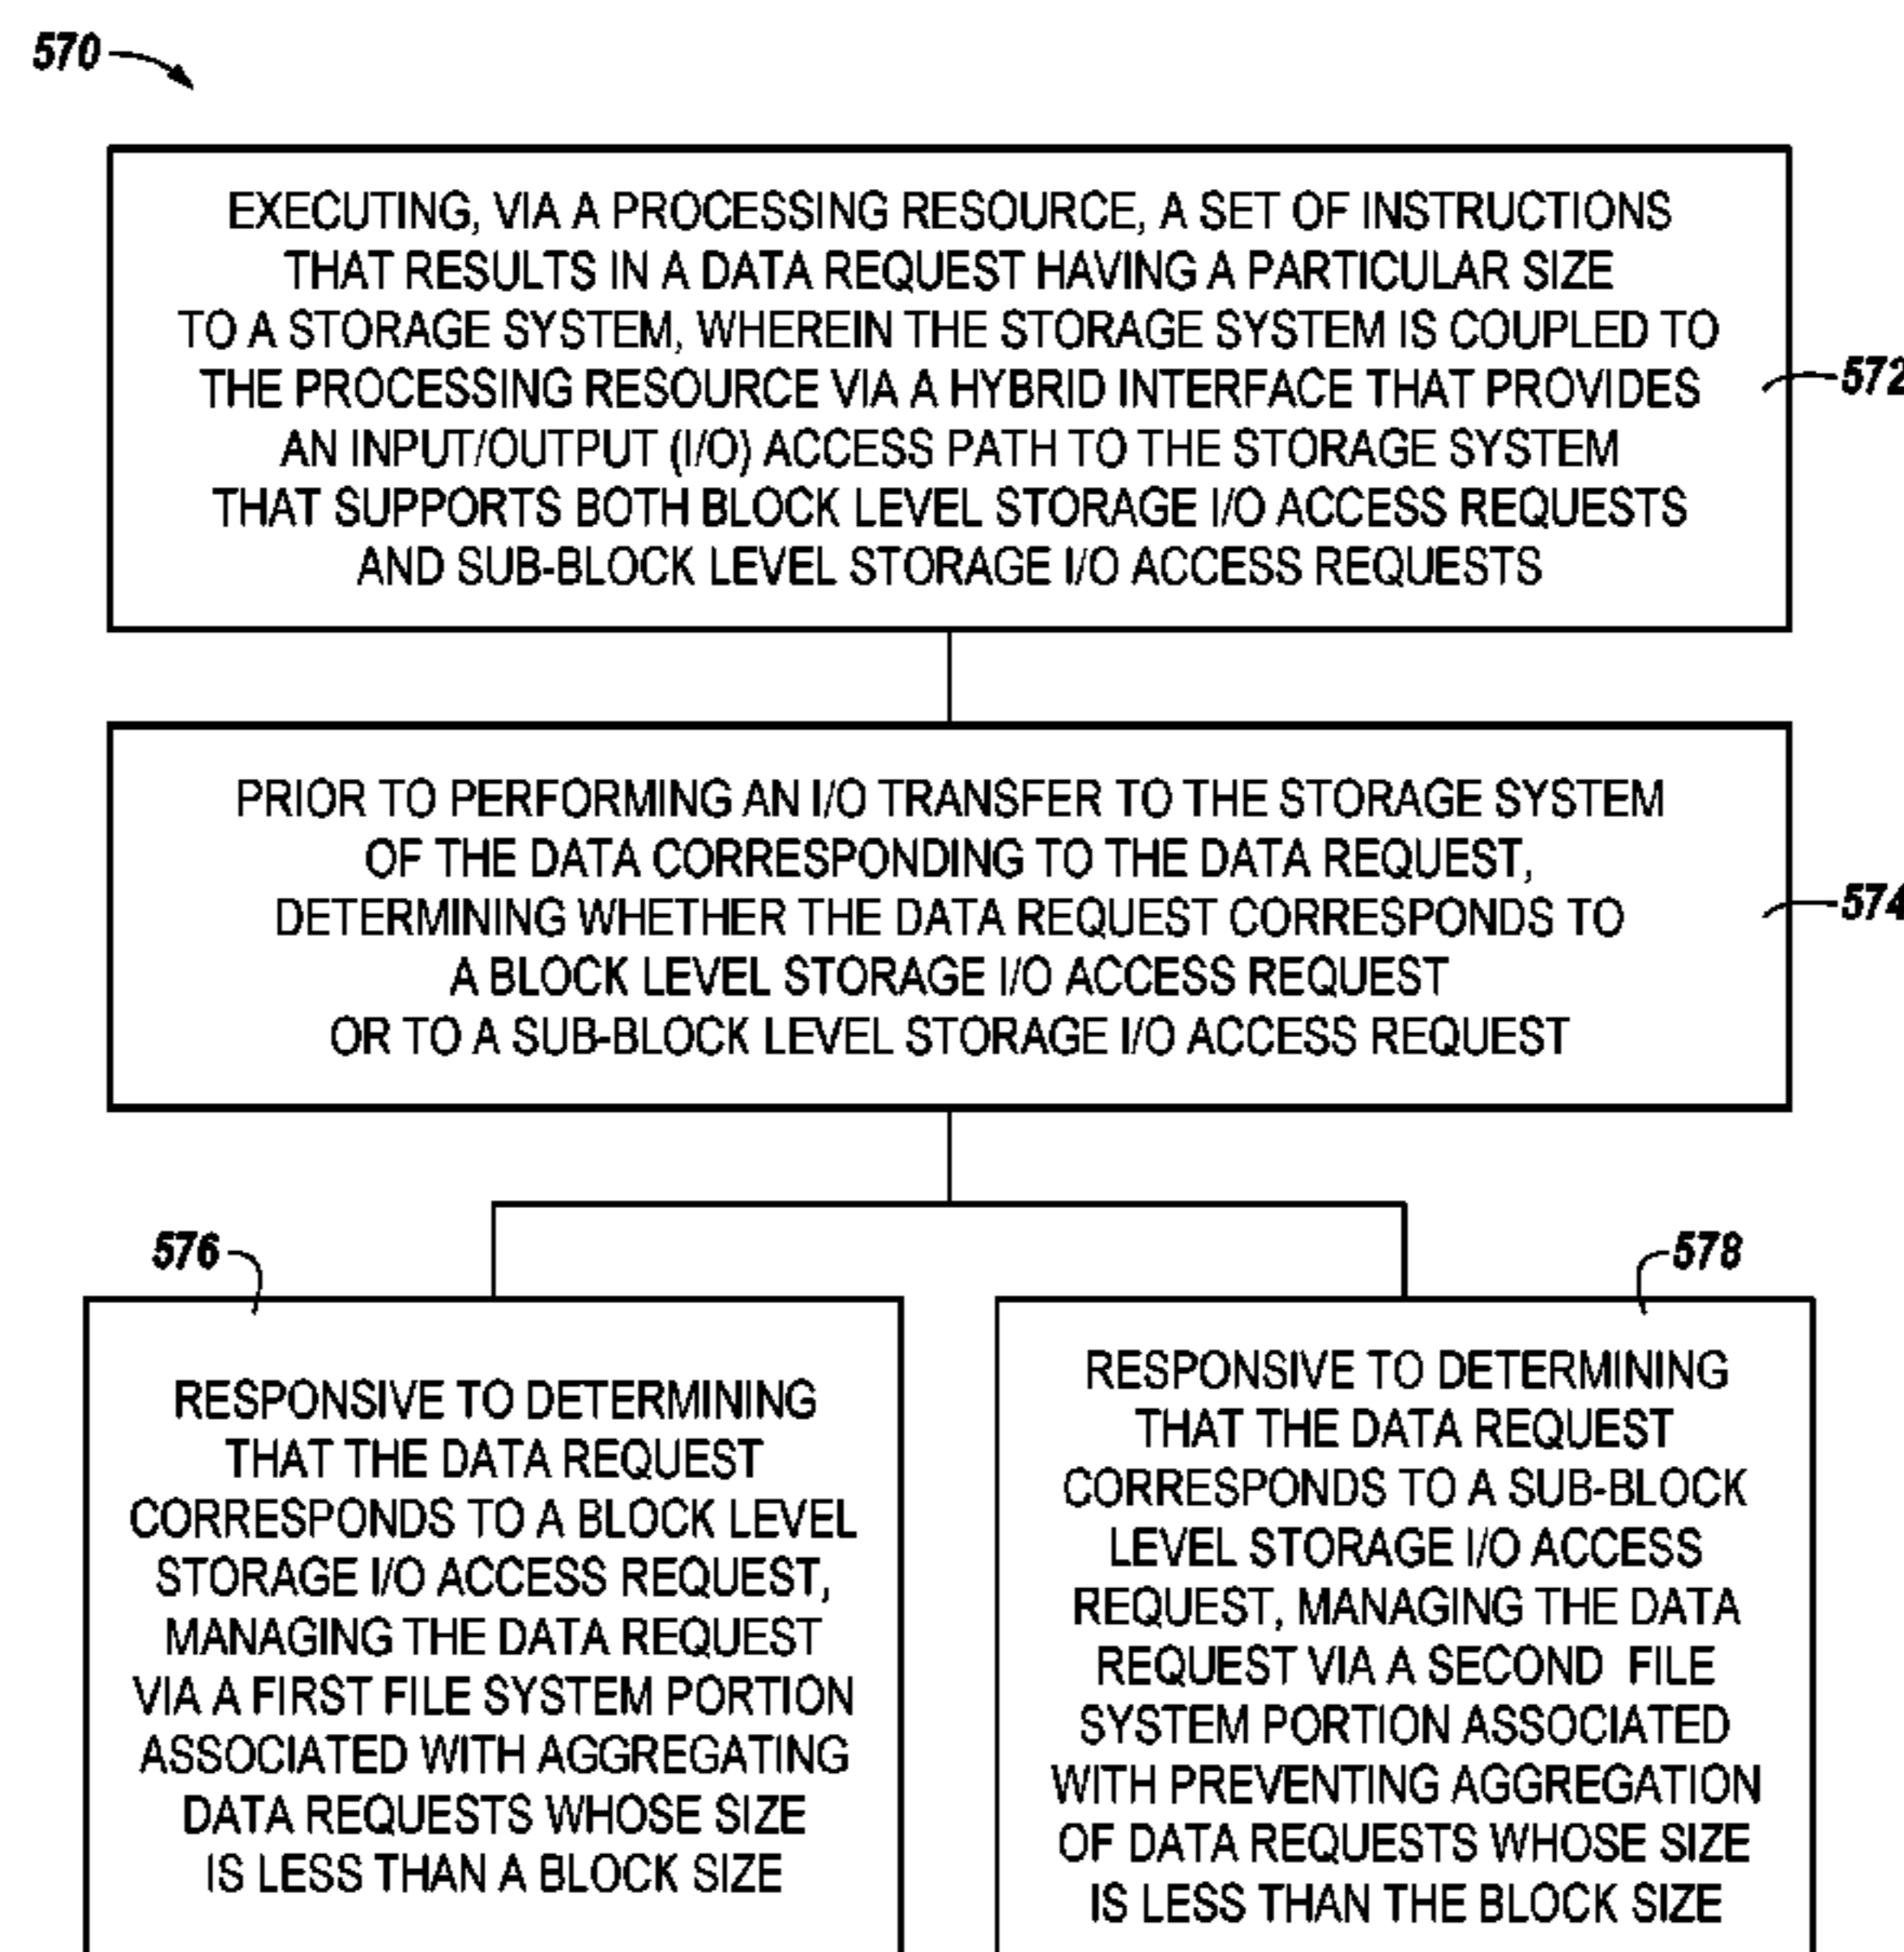 570
EXECUTING, VIA A PROCESSING RESOURCE, A SET OF INSTRUCTIONS
THAT RESULTS IN A DATA REQUEST HAVING A PARTICULAR SIZE
TO A STORAGE SYSTEM, WHEREIN THE STORAGE SYSTEM IS COUPLED TO
THE PROCESSING RESOURCE VIA A HYBRID INTERFACE THAT PROVIDES
AN INPUT/OUTPUT (I/O) ACCESS PATH TO THE STORAGE SYSTEM
THAT SUPPORTS BOTH BLOCK LEVEL STORAGE I/O ACCESS REQUESTS
AND SUB-BLOCK LEVEL STORAGE I/O ACCESS REQUESTS
572
PRIOR TO PERFORMING AN I/O TRANSFER TO THE STORAGE SYSTEM
OF THE DATA CORRESPONDING TO THE DATA REQUEST,
DETERMINING WHETHER THE DATA REQUEST CORRESPONDS TO
A BLOCK LEVEL STORAGE I/O ACCESS REQUEST
OR TO A SUB-BLOCK LEVEL STORAGE I/O ACCESS REQUEST
574
576
RESPONSIVE TO DETERMINING
THAT THE DATA REQUEST
CORRESPONDS TO A BLOCK LEVEL
STORAGE I/O ACCESS REQUEST,
MANAGING THE DATA REQUEST
VIA A FIRST FILE SYSTEM PORTION
ASSOCIATED WITH AGGREGATING
DATA REQUESTS WHOSE SIZE
IS LESS THAN A BLOCK SIZE
578
RESPONSIVE TO DETERMINING
THAT THE DATA REQUEST
CORRESPONDS TO A SUB-BLOCK
LEVEL STORAGE I/O ACCESS
REQUEST, MANAGING THE DATA
REQUEST VIA A SECOND FILE
SYSTEM PORTION ASSOCIATED
WITH PREVENTING AGGREGATION
OF DATA REQUESTS WHOSE SIZE
IS LESS THAN THE BLOCK SIZE